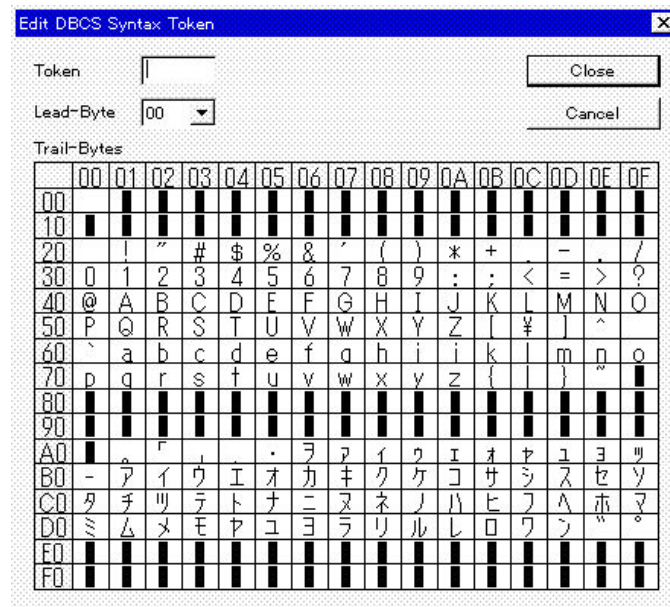 Edit DBCS Syntax Token
Token
Close
Lead-Byte 00
Cancel
Trail-Bytes
00 01 02 03 04 05 06 07 08 09 0A 0B 0C 0D 0E 0F
00
10
20 ! " # $ % & ' ( ) * + , - . /
30 0 1 2 3 4 5 6 7 8 9 : ; < = > ?
40 @ A B C D E F G H I J K L M N O
50 P Q R S T U V W X Y Z [ ¥ ] ^
60 ` a b c d e f g h i j k l m n o
70 p q r s t u v w x y z { | } ~
80
90
A0 。 「 」 、 ・ ヲ ァ ィ ゥ ェ ォ ャ ュ ョ ッ
B0 ー ア イ ウ エ オ カ キ ク ケ コ サ シ ス セ ソ
C0 タ チ ツ テ ト ナ ニ ヌ ネ ノ ハ ヒ フ ヘ ホ マ
D0 ミ ム メ モ ヤ ユ ヨ ラ リ ル レ ロ ワ ン ゛ ゜
E0
F0